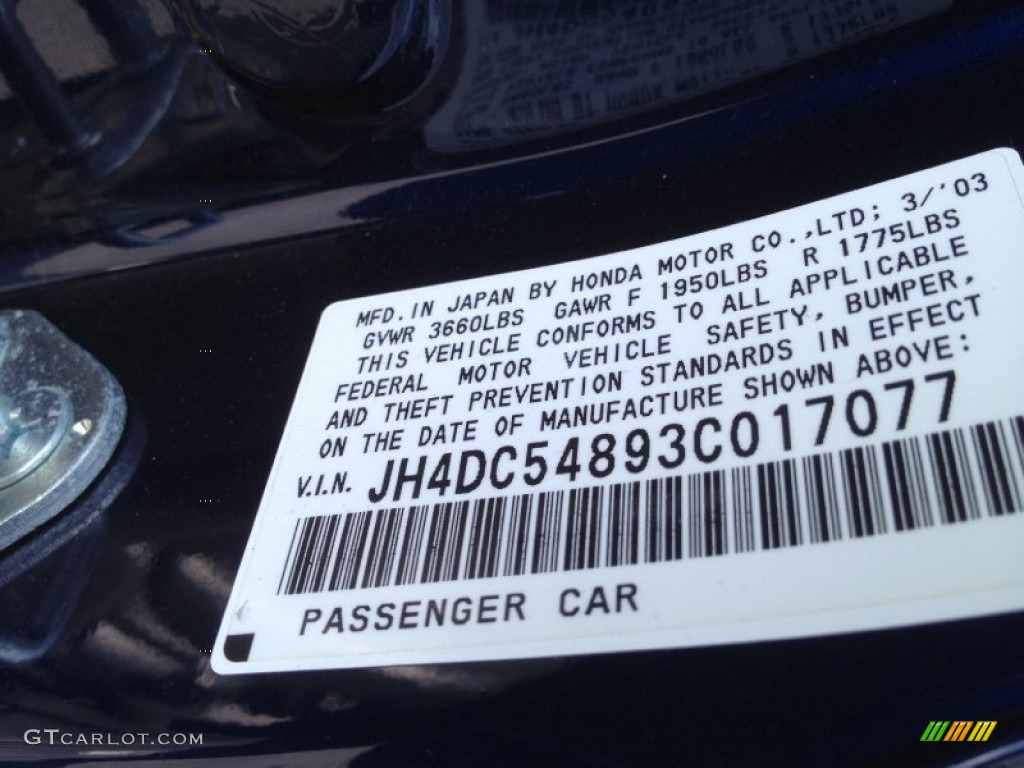 MFD. IN JAPAN BY HONDA MOTOR CO.,LTD; 3/'03
GVWR 3660LBS GAWR F 1950LBS R 1775LBS
THIS VEHICLE CONFORMS TO ALL APPLICABLE
FEDERAL MOTOR VEHICLE SAFETY, BUMPER,
AND THEFT PREVENTION STANDARDS IN EFFECT
ON THE DATE OF MANUFACTURE SHOWN ABOVE:
V.I.N. JH4DC54893C017077
PASSENGER CAR
GTCARLOT.COM